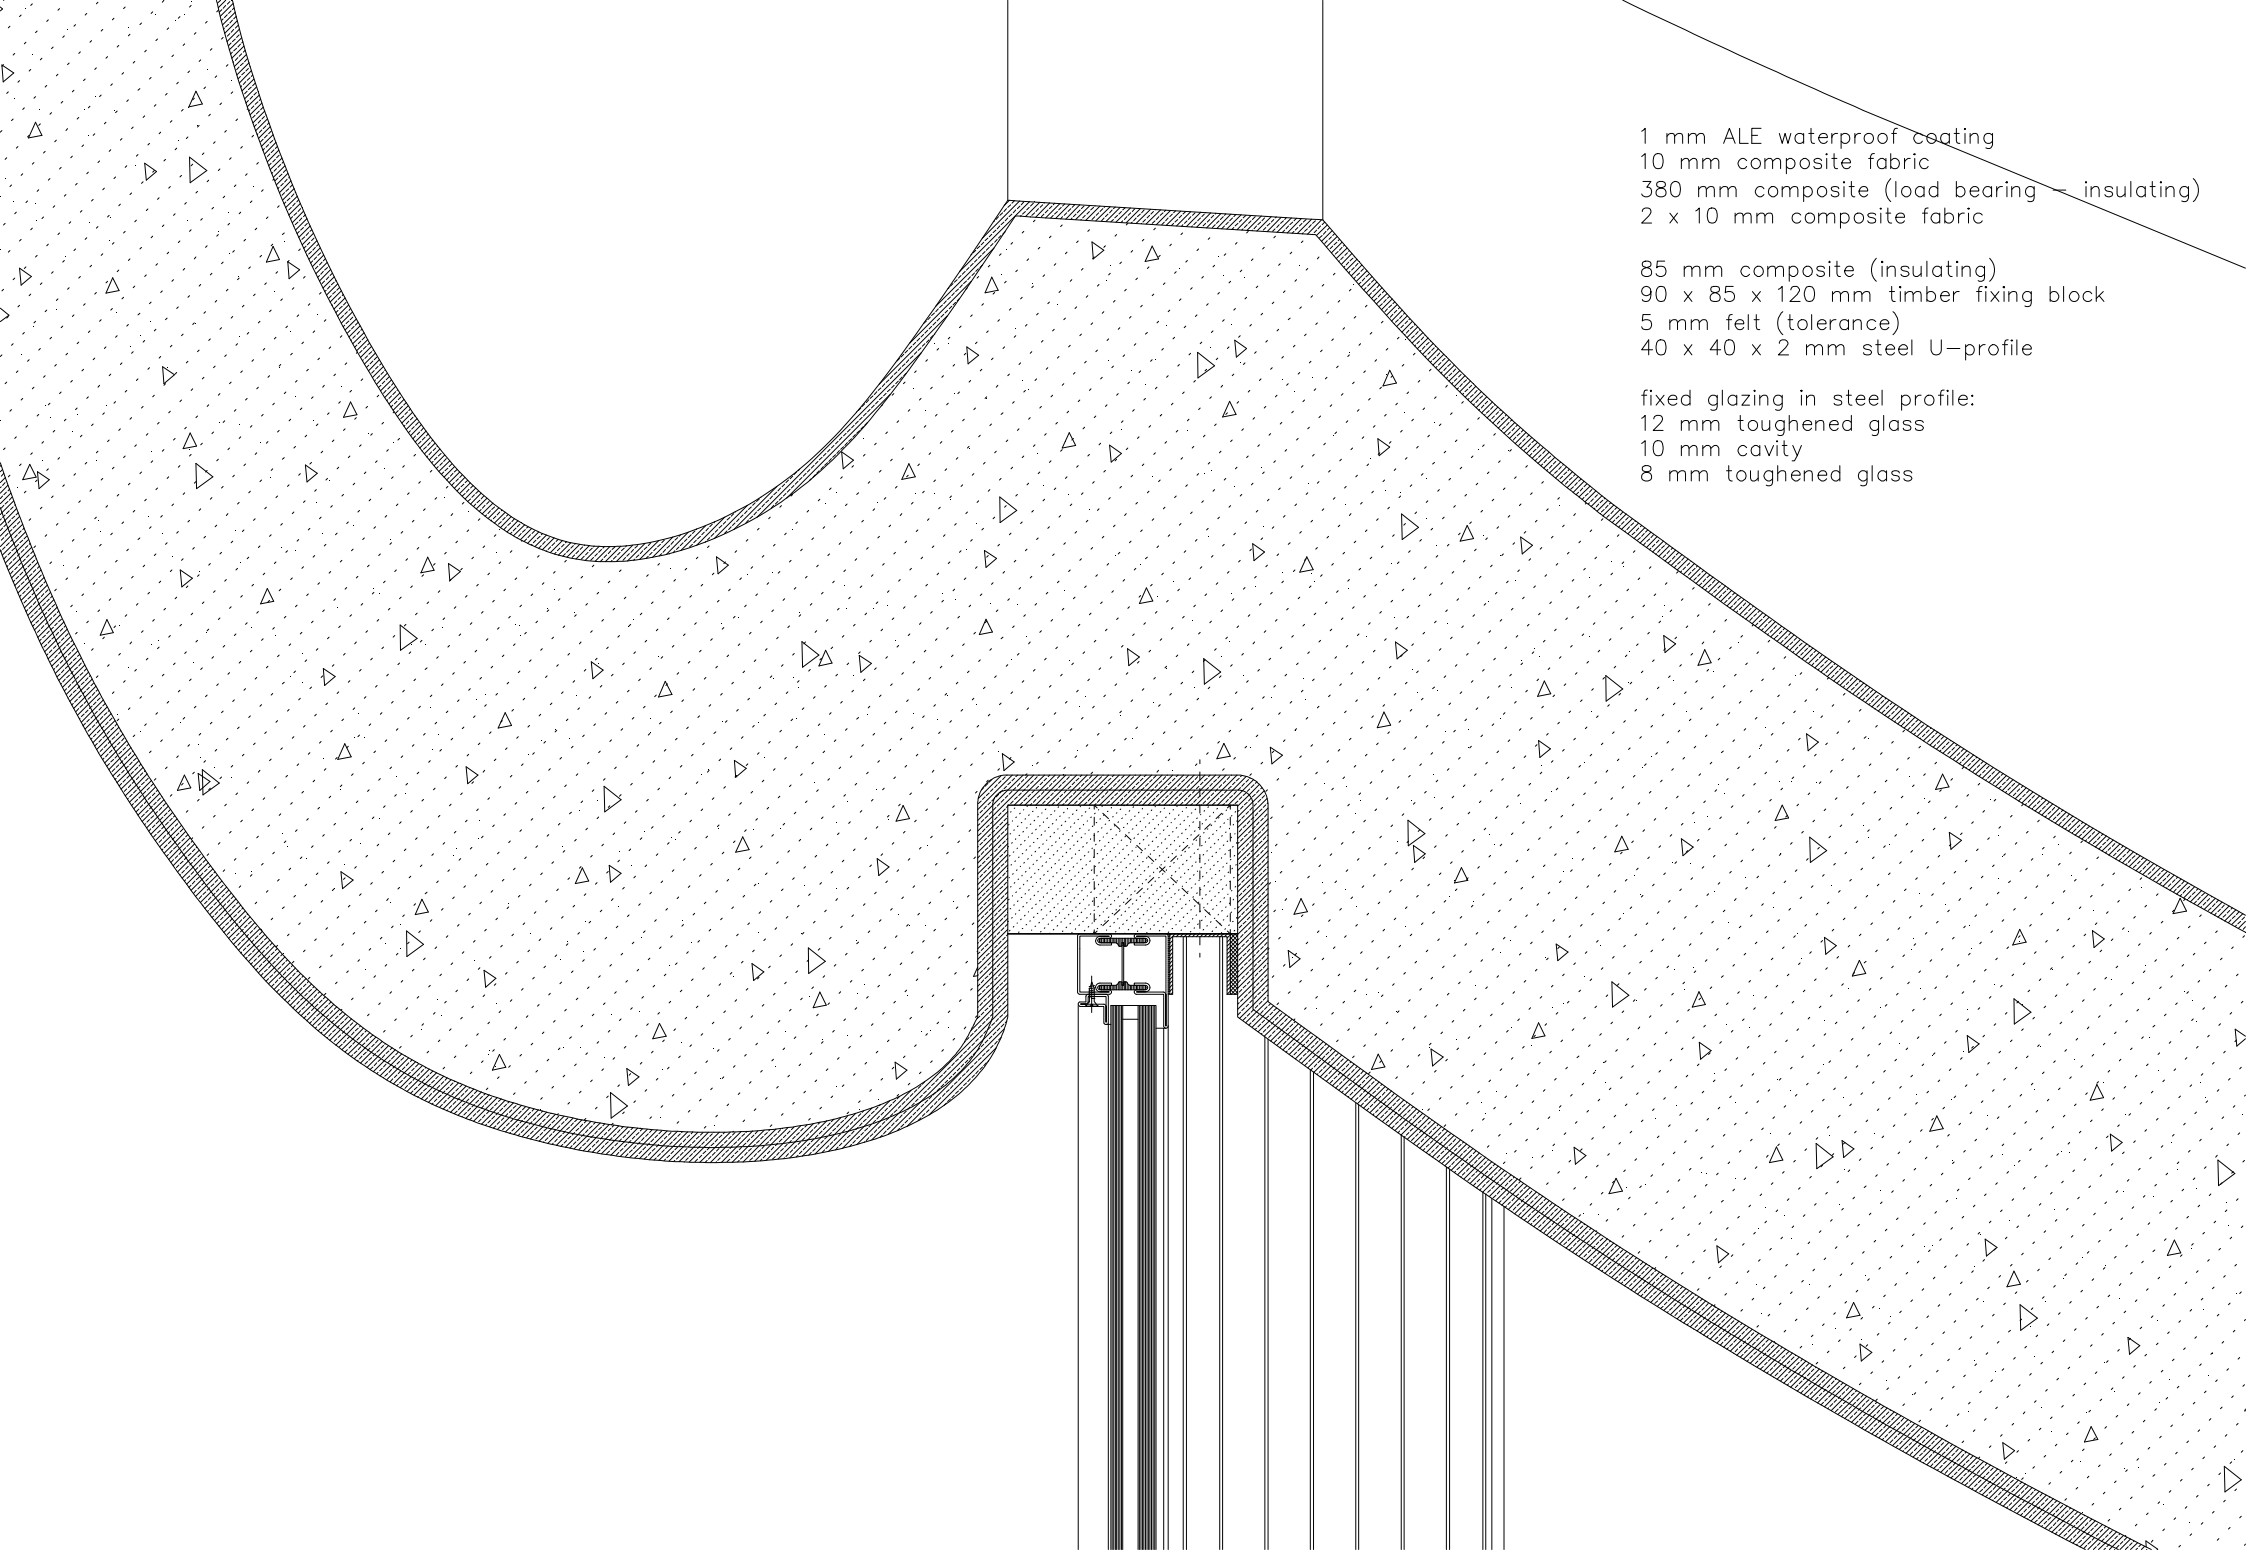 1 mm ALE waterproof coating
10 mm composite fabric
380 mm composite (load bearing – insulating)
2 x 10 mm composite fabric
85 mm composite (insulating)
90 x 85 x 120 mm timber fixing block
5 mm felt (tolerance)
40 x 40 x 2 mm steel U–profile
fixed glazing in steel profile:
12 mm toughened glass
10 mm cavity
8 mm toughened glass